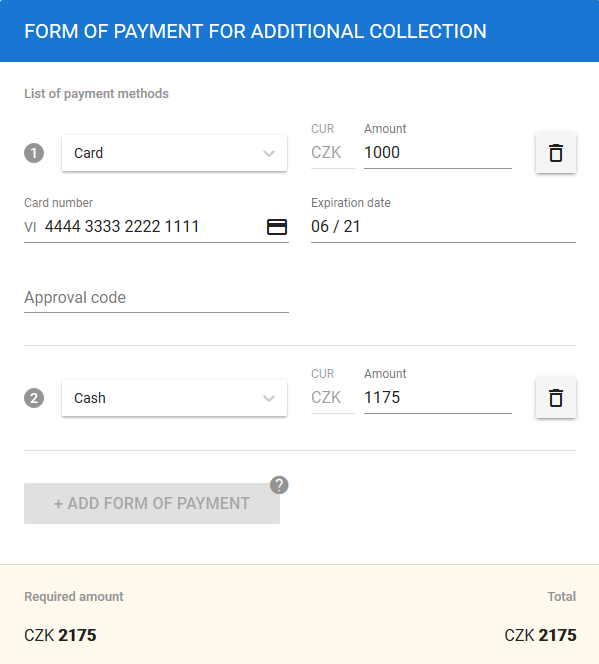 FORM OF PAYMENT FOR ADDITIONAL COLLECTION
List of payment methods
CUR Amount
1 Card CZK 1000
Card number Expiration date
VI 4444 3333 2222 1111 06 / 21
Approval code
CUR Amount
2 Cash CZK 1175
?
+ ADD FORM OF PAYMENT
Required amount Total
CZK 2175 CZK 2175